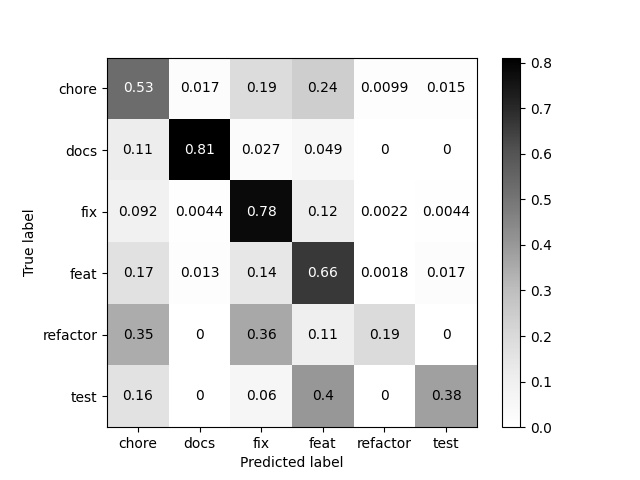 chore 0.53 0.017 0.19 0.24 0.0099 0.015
docs 0.11 0.81 0.027 0.049 0 0
fix 0.092 0.0044 0.78 0.12 0.0022 0.0044
feat 0.17 0.013 0.14 0.66 0.0018 0.017
refactor 0.35 0 0.36 0.11 0.19 0
test 0.16 0 0.06 0.4 0 0.38
chore docs fix feat refactor test
Predicted label
True label
0.8
0.7
0.6
0.5
0.4
0.3
0.2
0.1
0.0